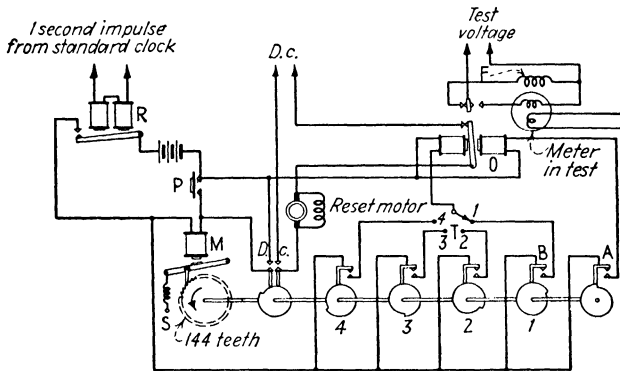 1 second impulse
from standard clock
D.c.
Test
voltage
F
R
P
O
Meter
in test
Reset motor
M
D.c.
4
1
T
3
2
B
A
S
144 teeth
4
3
2
1